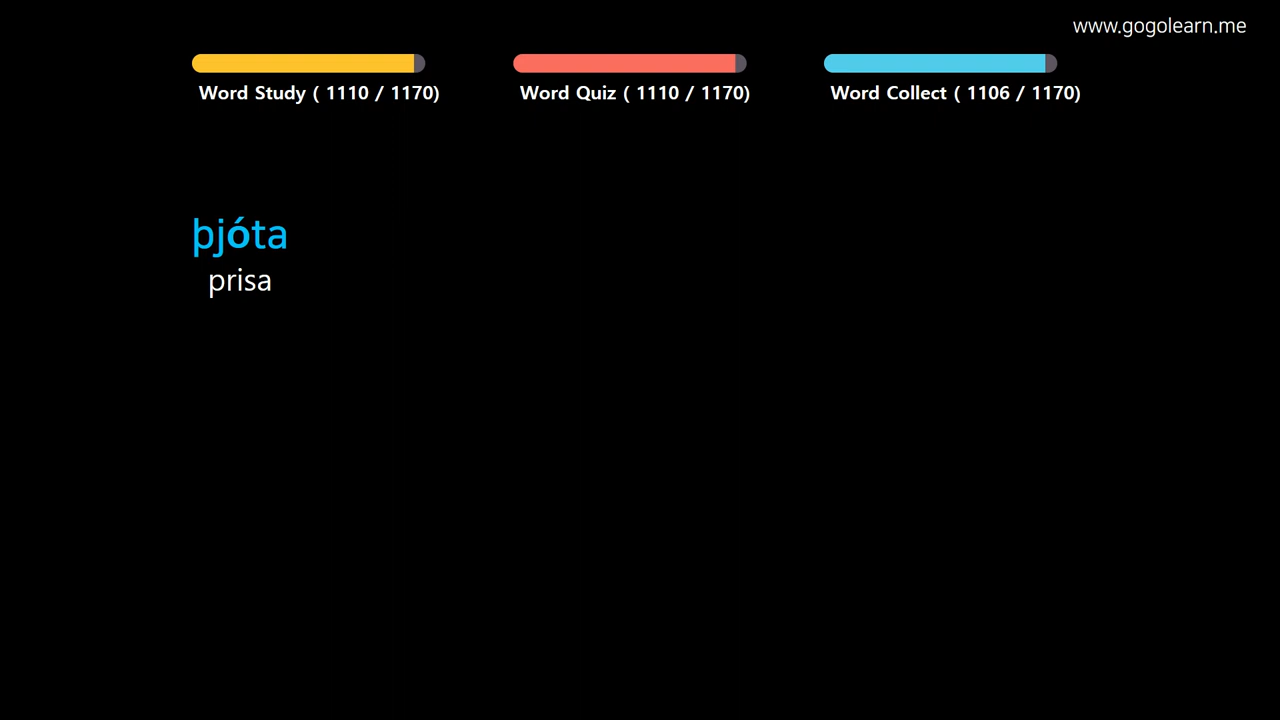 www.gogolearn.me
Word Study ( 1110 / 1170)
Word Quiz ( 1110 / 1170)
Word Collect ( 1106 / 1170)
þjóta
prisa